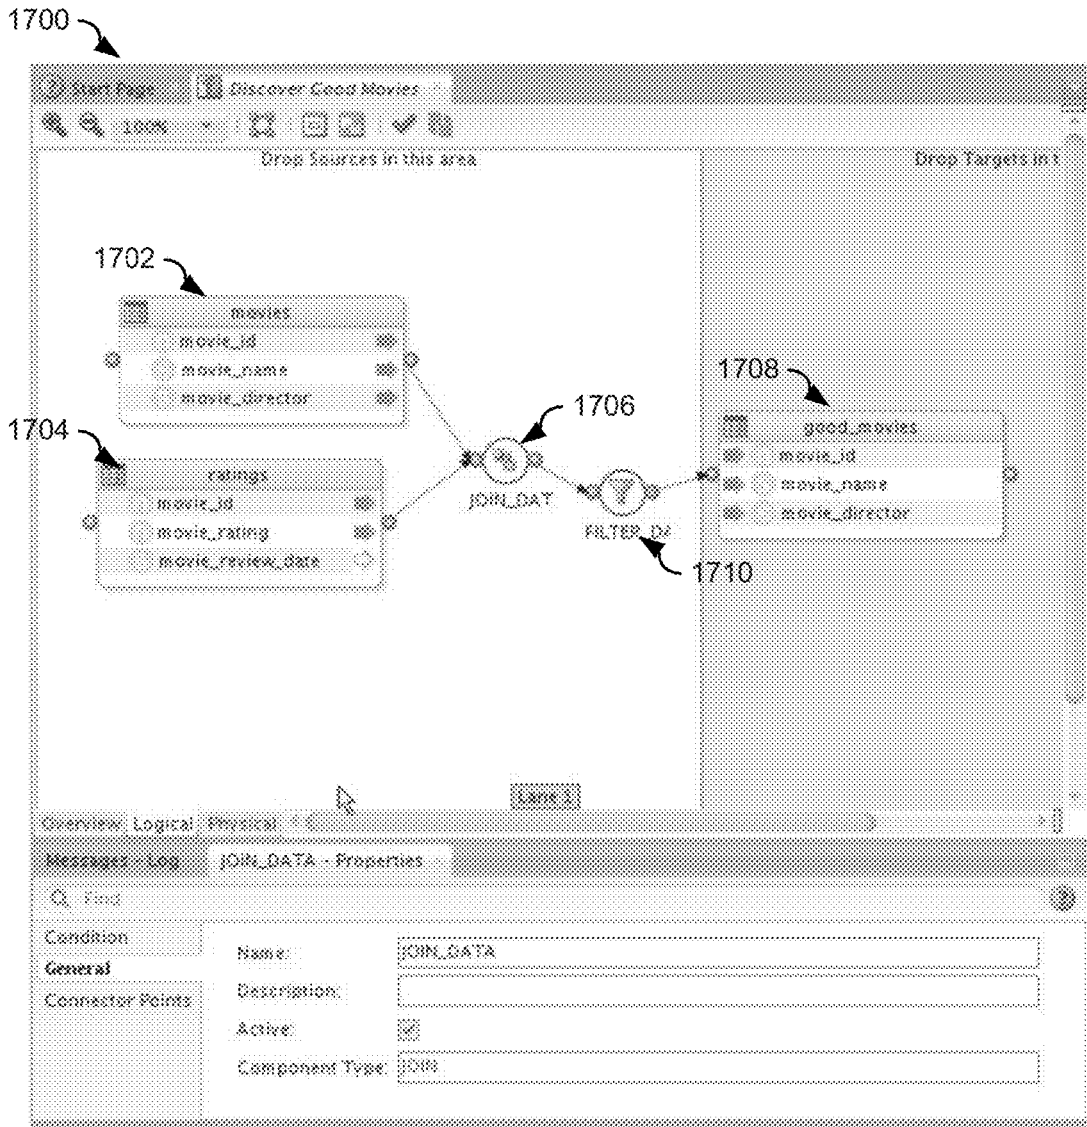 1700
Start Page
Discover Good Movies
100%
Drop Sources in this area
Drop Targets in t
1702
movies
movie_id
movie_name
movie_director
1704
ratings
movie_id
movie_rating
movie_review_date
1706
JOIN_DAT
1710
FILTER_DA
1708
good_movies
movie_id
movie_name
movie_director
Lane 1
Overview Logical Physical
Messages - Log
JOIN_DATA - Properties
Find
Condition
General
Connector Points
Name: JOIN_DATA
Description:
Active:
Component Type: JOIN